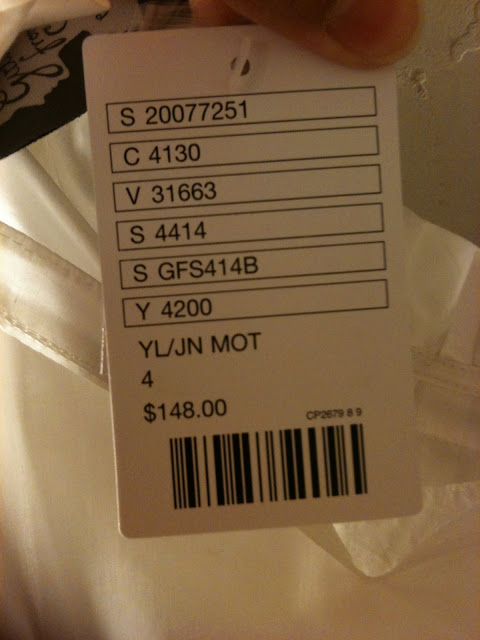 S 20077251
C 4130
V 31663
S 4414
S GFS414B
Y 4200
YL/JN MOT
4
$148.00
CP2679 8 9